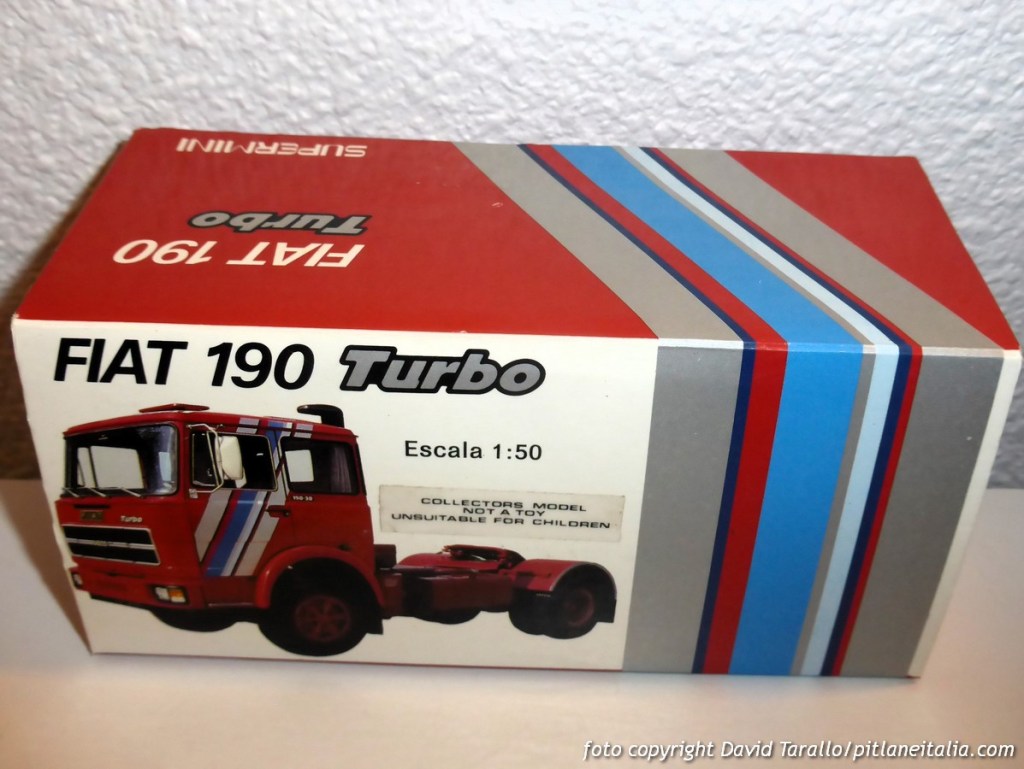 SUPERMINI
Turbo
FIAT 190
FIAT 190 Turbo
Escala 1:50
COLLECTORS MODEL
NOT A TOY
UNSUITABLE FOR CHILDREN
Turbo
foto copyright David Tarallo/pitlaneitalia.com